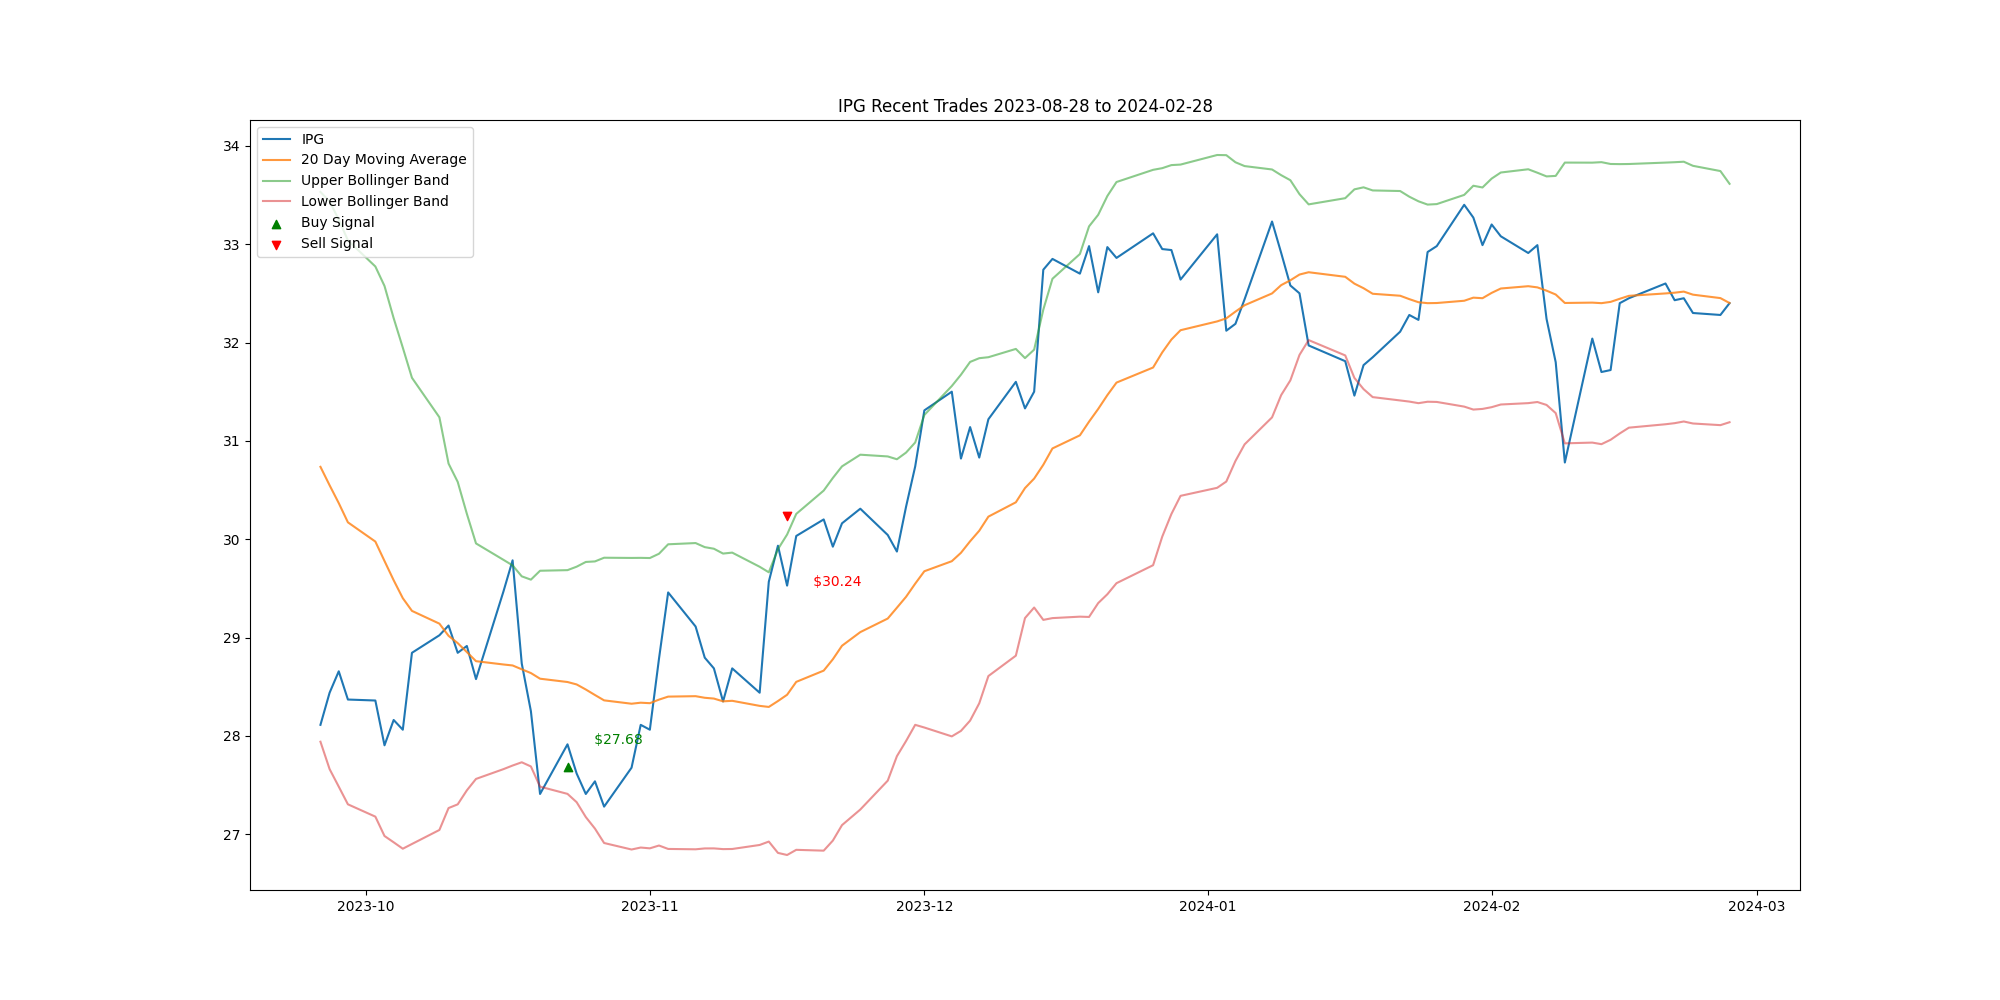 IPG Recent Trades 2023-08-28 to 2024-02-28
IPG
20 Day Moving Average
Upper Bollinger Band
Lower Bollinger Band
Buy Signal
Sell Signal
34
33
32
31
30
29
28
27
$30.24
$27.68
2023-10
2023-11
2023-12
2024-01
2024-02
2024-03